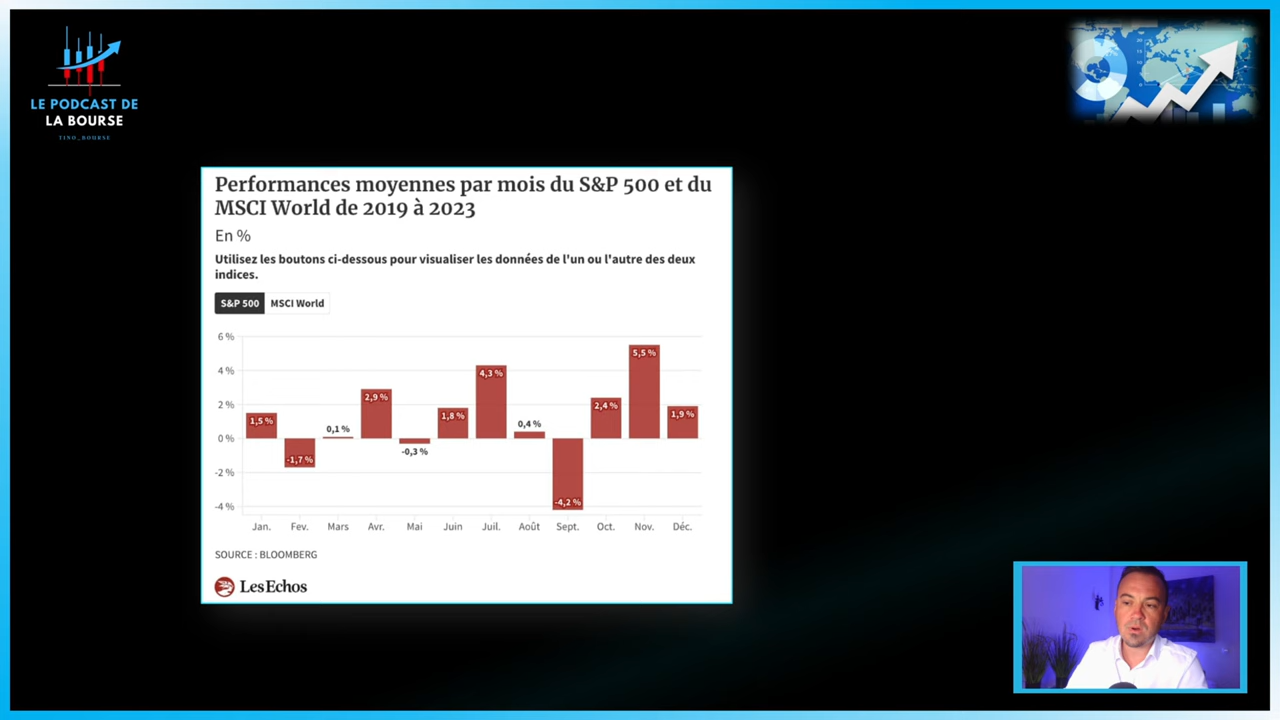 LE PODCAST DE
LA BOURSE
TINO_BOURSE
Performances moyennes par mois du S&P 500 et du
MSCI World de 2019 à 2023
En %
Utilisez les boutons ci-dessous pour visualiser les données de l'un ou l'autre des deux
indices.
S&P 500 MSCI World
6 %
4 %
2 %
0 %
-2 %
-4 %
1,5 %
-1,7 %
0,1 %
2,9 %
-0,3 %
1,8 %
4,3 %
0,4 %
-4,2 %
2,4 %
5,5 %
1,9 %
Jan. Fev. Mars Avr. Mai Juin Juil. Août Sept. Oct. Nov. Déc.
SOURCE : BLOOMBERG
Les Echos